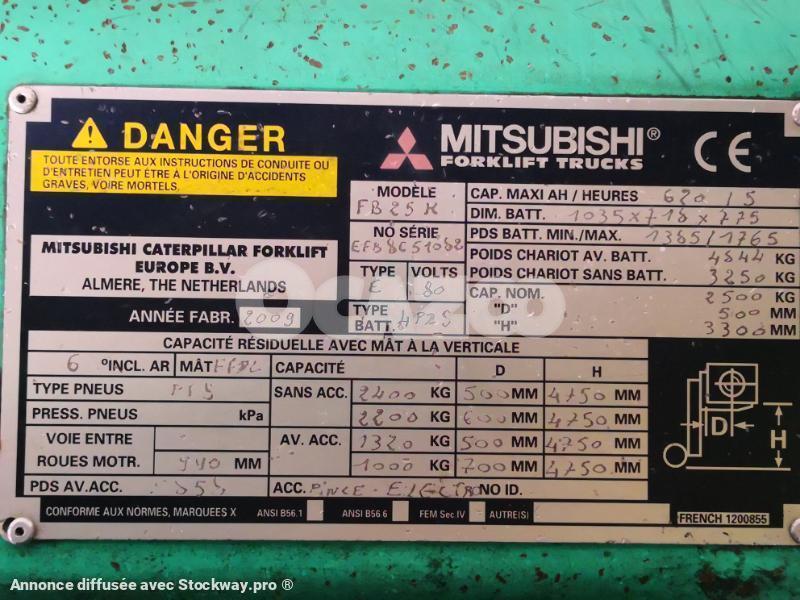 DANGER
TOUTE ENTORSE AUX INSTRUCTIONS DE CONDUITE OU
D'ENTRETIEN PEUT ÊTRE A L'ORIGINE D'ACCIDENTS
GRAVES, VOIRE MORTELS.
MITSUBISHI® CE
FORKLIFT TRUCKS
MITSUBISHI CATERPILLAR FORKLIFT
EUROPE B.V.
ALMERE, THE NETHERLANDS
ANNÉE FABR. 2009
MODÈLE
FB25K
NO SÉRIE
EFB8C51082
TYPE VOLTS
E 80
TYPE
BATT.
CAP. MAXI AH / HEURES 620 / 5
DIM. BATT. 1035x718x775
PDS BATT. MIN./MAX. 1385/1765
POIDS CHARIOT AV. BATT. 4844 KG
POIDS CHARIOT SANS BATT. 3250 KG
CAP. NOM. 2500 KG
"D" 500 MM
"H" 3300 MM
CAPACITÉ RÉSIDUELLE AVEC MÂT À LA VERTICALE
6 °INCL. AR MÂT CAPACITÉ D H
TYPE PNEUS SANS ACC. 2400 KG 500 MM 4750 MM
PRESS. PNEUS kPa 2200 KG 600 MM 4750 MM
VOIE ENTRE AV. ACC. 1320 KG 500 MM 4750 MM
ROUES MOTR. 940 MM 1000 KG 700 MM 4750 MM
PDS AV.ACC. ACC. PINCE-ELECTRO NO ID.
D H
CONFORME AUX NORMES, MARQUEES X ANSI B56.1 ANSI B56 6 FEM Sec IV AUTRE(S)
FRENCH 1200855
OCAZOO
Annonce diffusée avec Stockway.pro ®